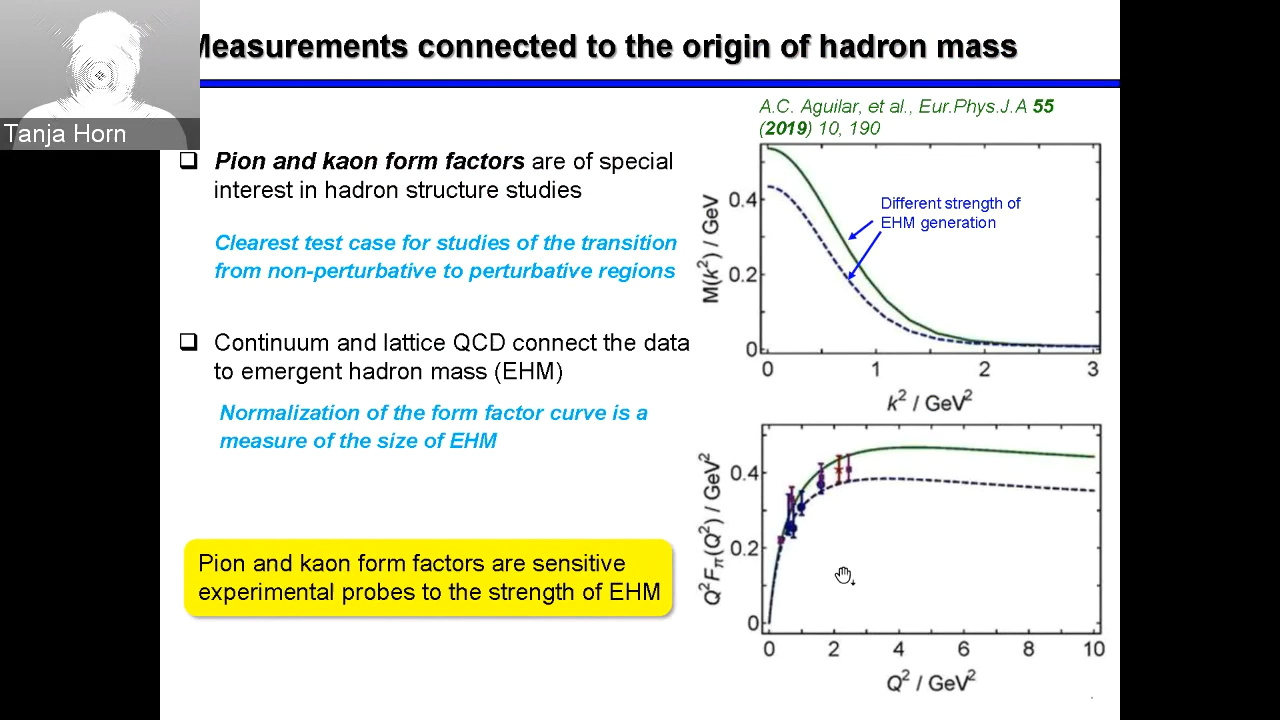 Measurements connected to the origin of hadron mass
Tanja Horn
A.C. Aguilar, et al., Eur.Phys.J.A 55
(2019) 10, 190
❑ Pion and kaon form factors are of special
interest in hadron structure studies
Clearest test case for studies of the transition
from non-perturbative to perturbative regions
❑ Continuum and lattice QCD connect the data
to emergent hadron mass (EHM)
Normalization of the form factor curve is a
measure of the size of EHM
Pion and kaon form factors are sensitive
experimental probes to the strength of EHM
M(k²) / GeV
0.4
0.2
0
Different strength of
EHM generation
0 1 2 3
k² / GeV²
Q²Fπ(Q²) / GeV²
0.4
0.2
0
0 2 4 6 8 10
Q² / GeV²